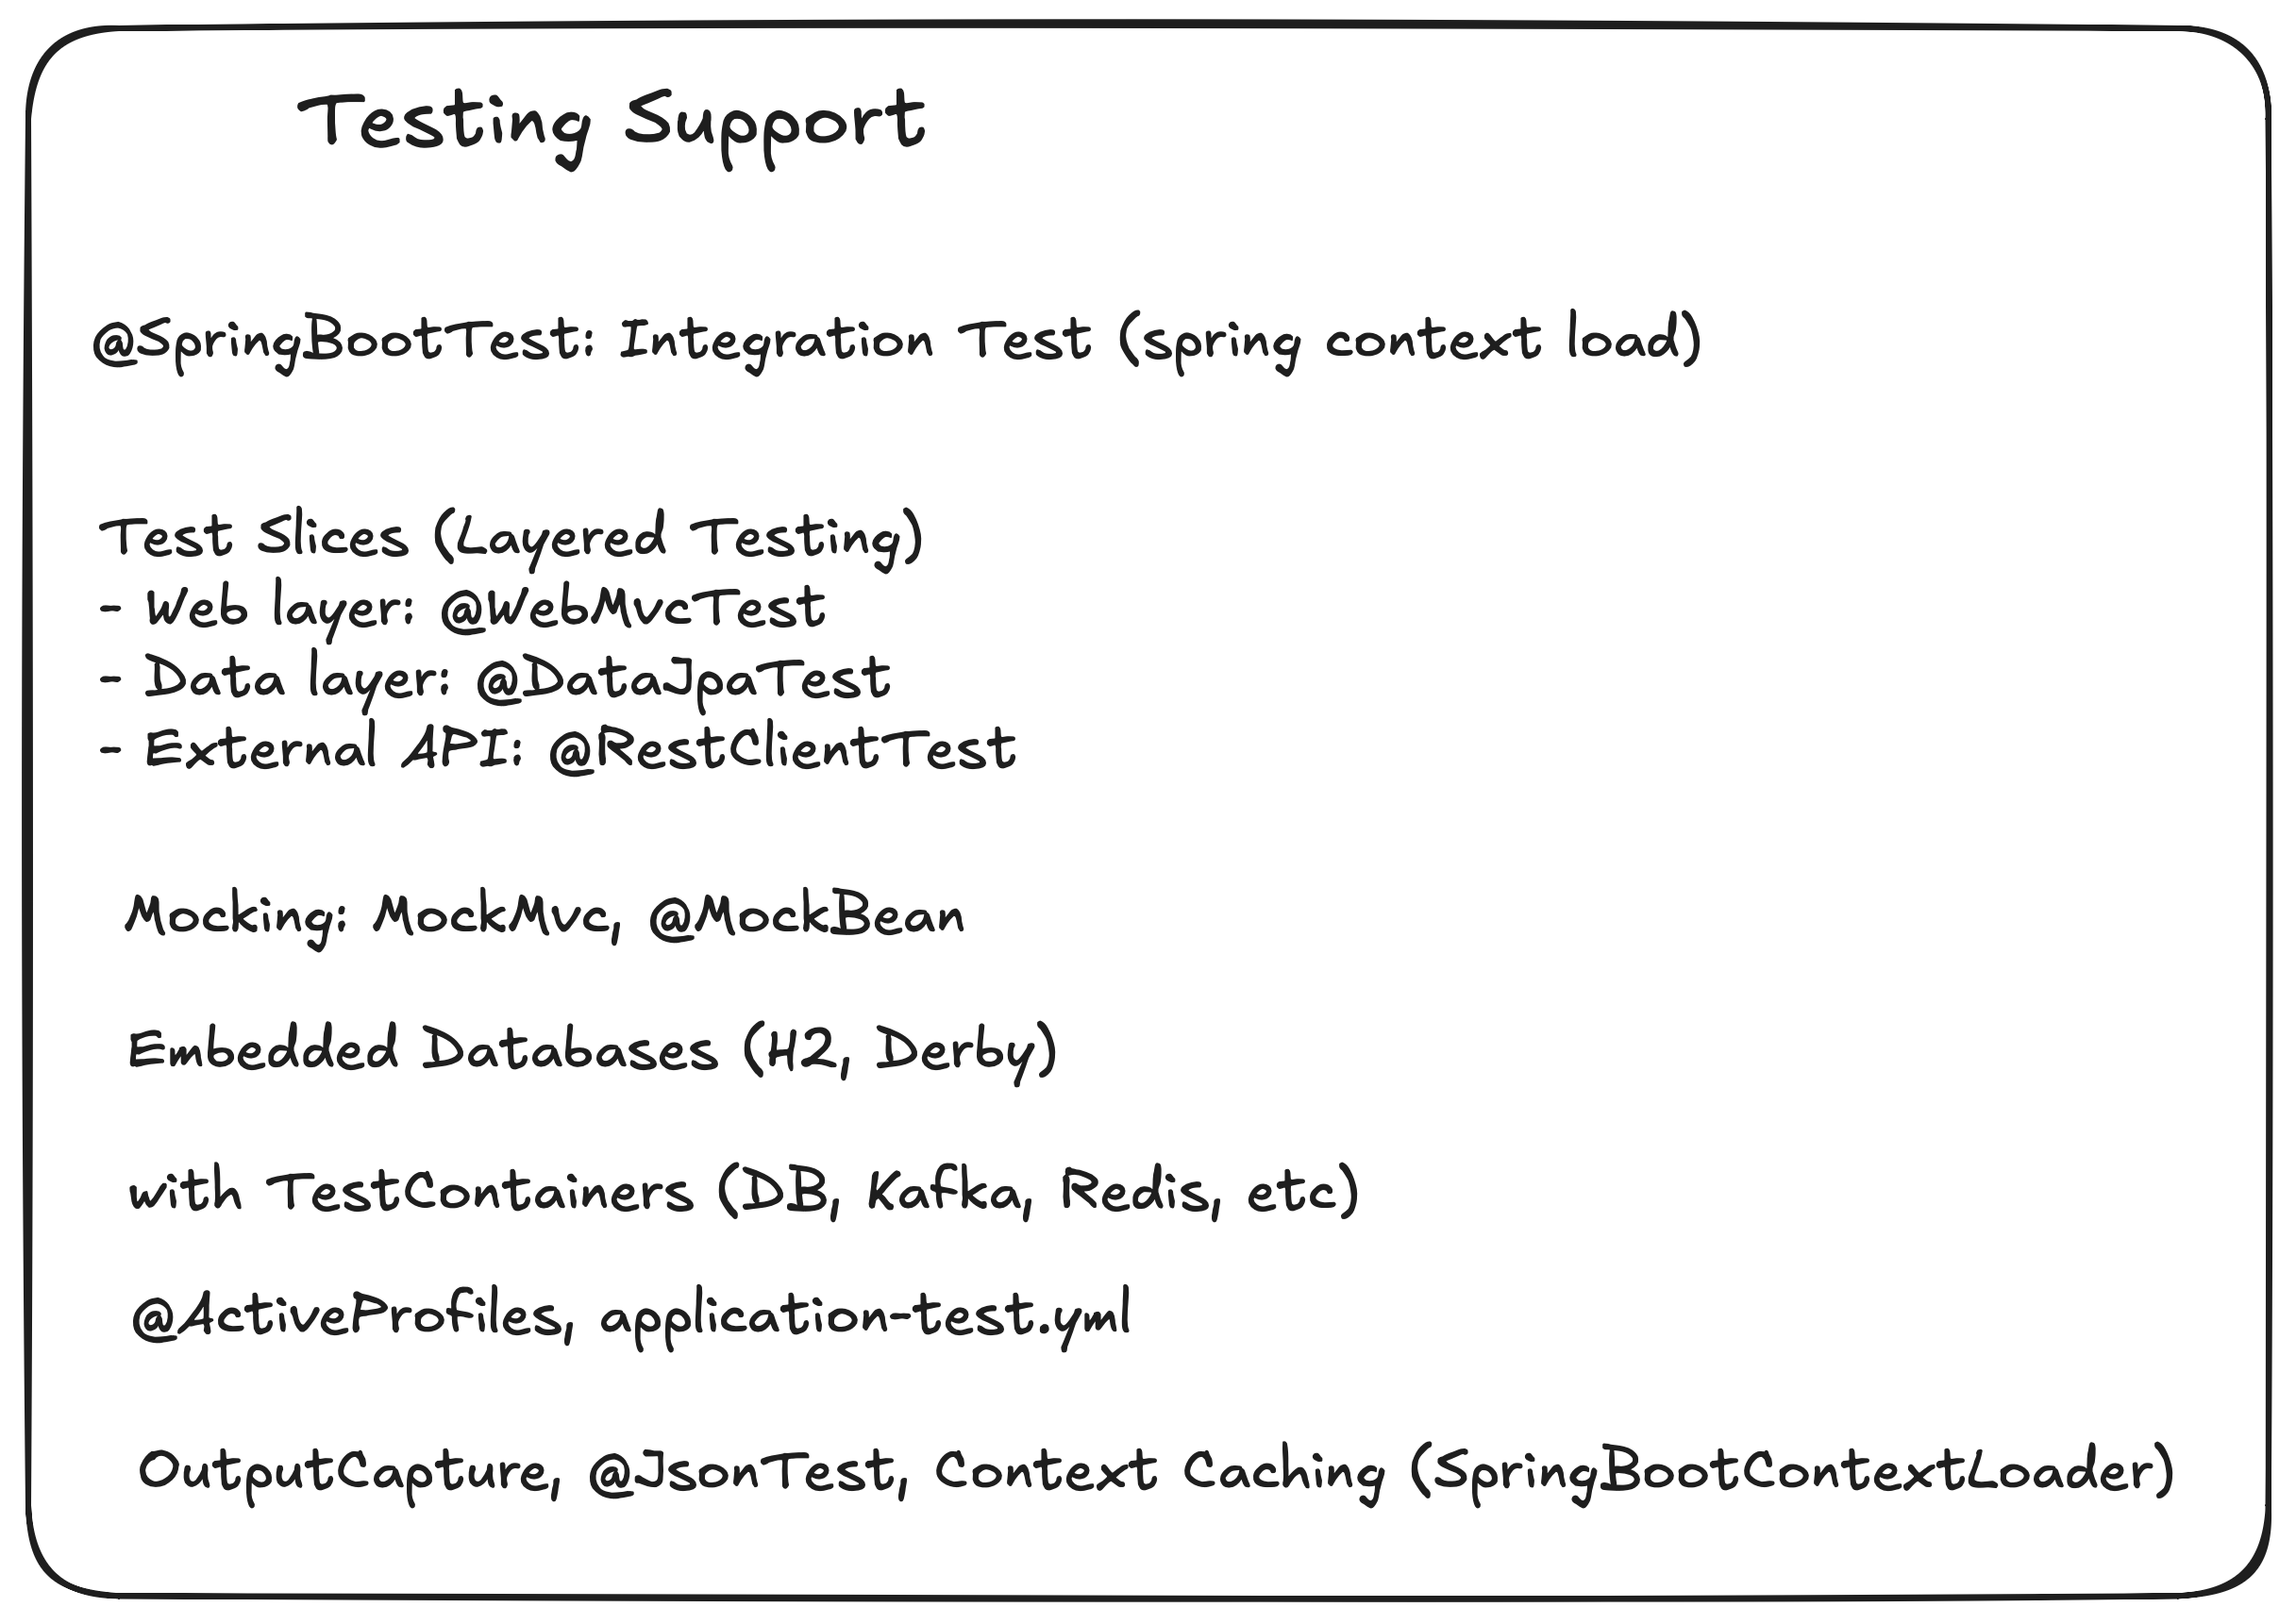 Testing Support
@SpringBootTest: Integration Test (spring context load)
Test Slices (Layered Testing)
- Web layer: @WebMvcTest
- Data layer: @DataJpaTest
- External API: @RestClientTest
Mocking: MockMvc, @MockBean
Embedded Databases (H2, Derby)
with TestContainers (DB, Kafka, Redis, etc)
@ActiveProfiles, application-test.yml
OutputCapture, @JsonTest, Context Caching (SpringBootContextLoader)